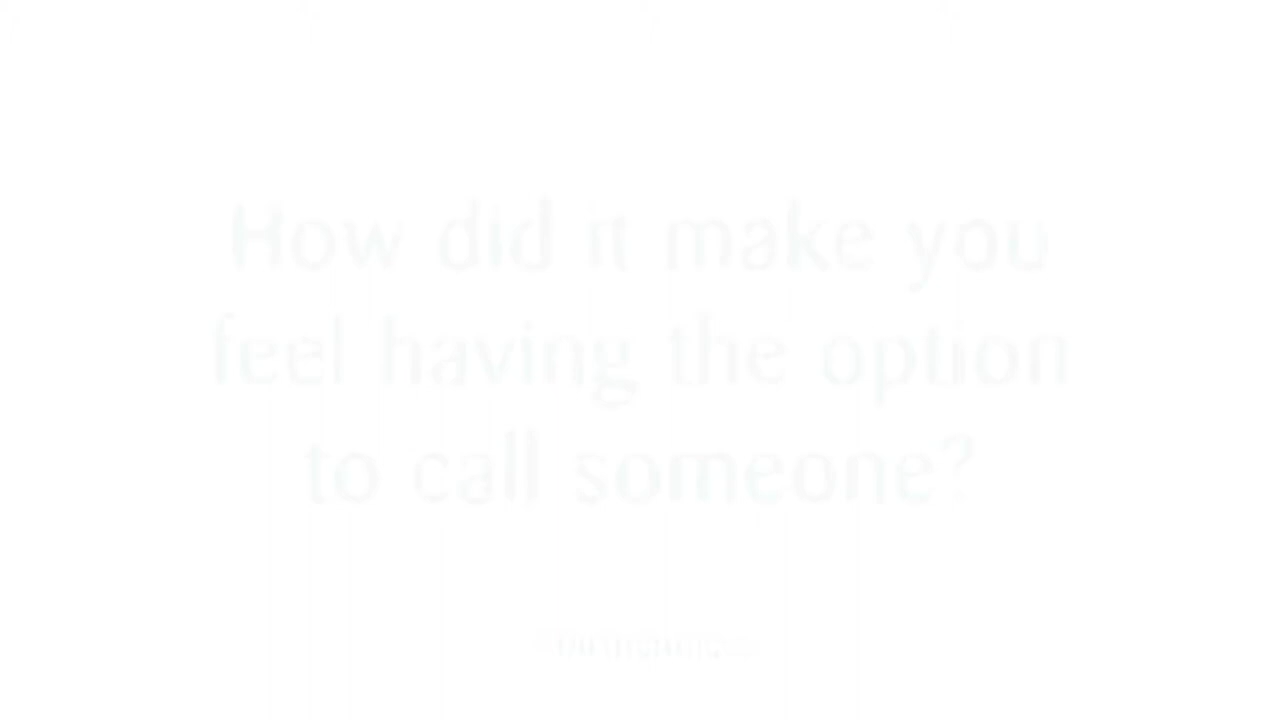 How did it make you
feel having the option
to call someone?